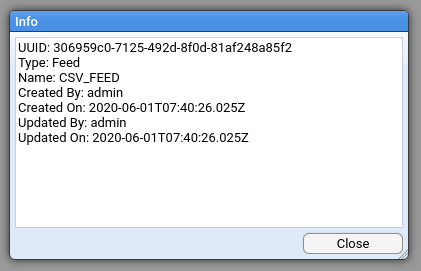 Info
UUID: 306959c0-7125-492d-8f0d-81af248a85f2
Type: Feed
Name: CSV_FEED
Created By: admin
Created On: 2020-06-01T07:40:26.025Z
Updated By: admin
Updated On: 2020-06-01T07:40:26.025Z
Close